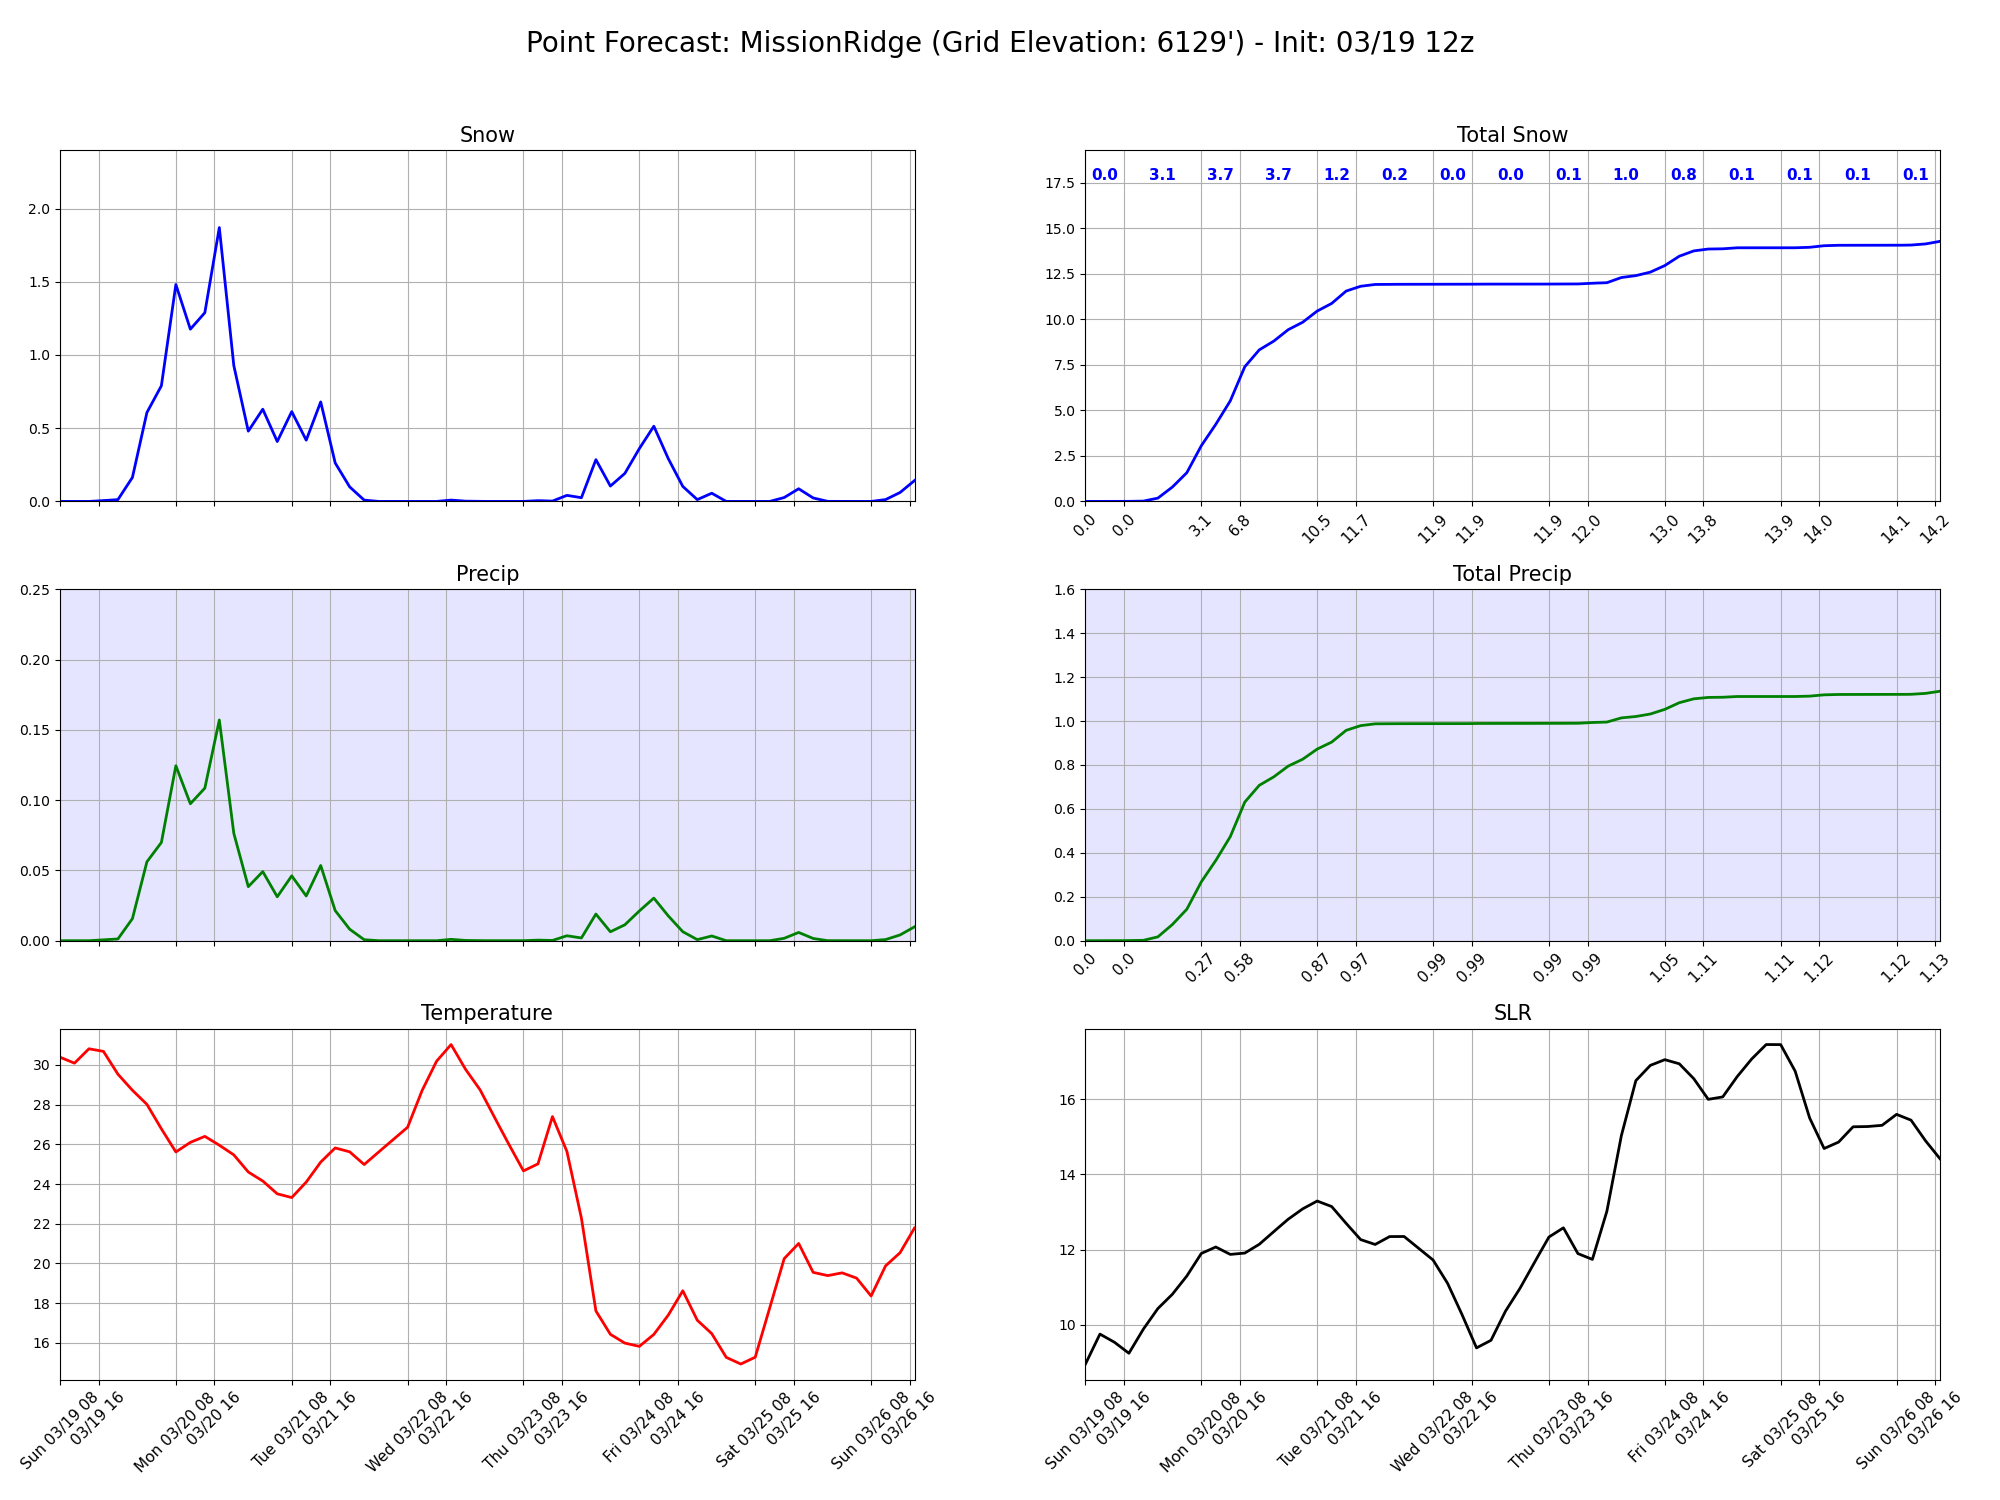 Point Forecast: MissionRidge (Grid Elevation: 6129') - Init: 03/19 12z
Snow
2.0
1.5
1.0
0.5
0.0
Total Snow
0.0 3.1 3.7 3.7 1.2 0.2 0.0 0.0 0.1 1.0 0.8 0.1 0.1 0.1 0.1
17.5
15.0
12.5
10.0
7.5
5.0
2.5
0.0
0.0 0.0 3.1 6.8 10.5 11.7 11.9 11.9 11.9 12.0 13.0 13.8 13.9 14.0 14.1 14.2
Precip
0.25
0.20
0.15
0.10
0.05
0.00
Total Precip
1.6
1.4
1.2
1.0
0.8
0.6
0.4
0.2
0.0
0.0 0.0 0.27 0.58 0.87 0.97 0.99 0.99 0.99 0.99 1.05 1.11 1.11 1.12 1.12 1.13
Temperature
30
28
26
24
22
20
18
16
Sun 03/19 08
03/19 16
Mon 03/20 08
03/20 16
Tue 03/21 08
03/21 16
Wed 03/22 08
03/22 16
Thu 03/23 08
03/23 16
Fri 03/24 08
03/24 16
Sat 03/25 08
03/25 16
Sun 03/26 08
03/26 16
SLR
16
14
12
10
Sun 03/19 08
03/19 16
Mon 03/20 08
03/20 16
Tue 03/21 08
03/21 16
Wed 03/22 08
03/22 16
Thu 03/23 08
03/23 16
Fri 03/24 08
03/24 16
Sat 03/25 08
03/25 16
Sun 03/26 08
03/26 16